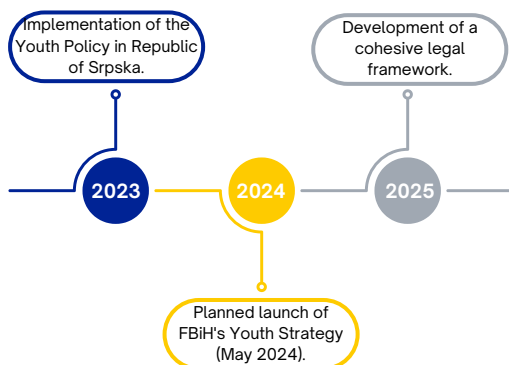 Implementation of the
Youth Policy in Republic
of Srpska.
Development of a
cohesive legal
framework.
2023
2024
2025
Planned launch of
FBiH's Youth Strategy
(May 2024).